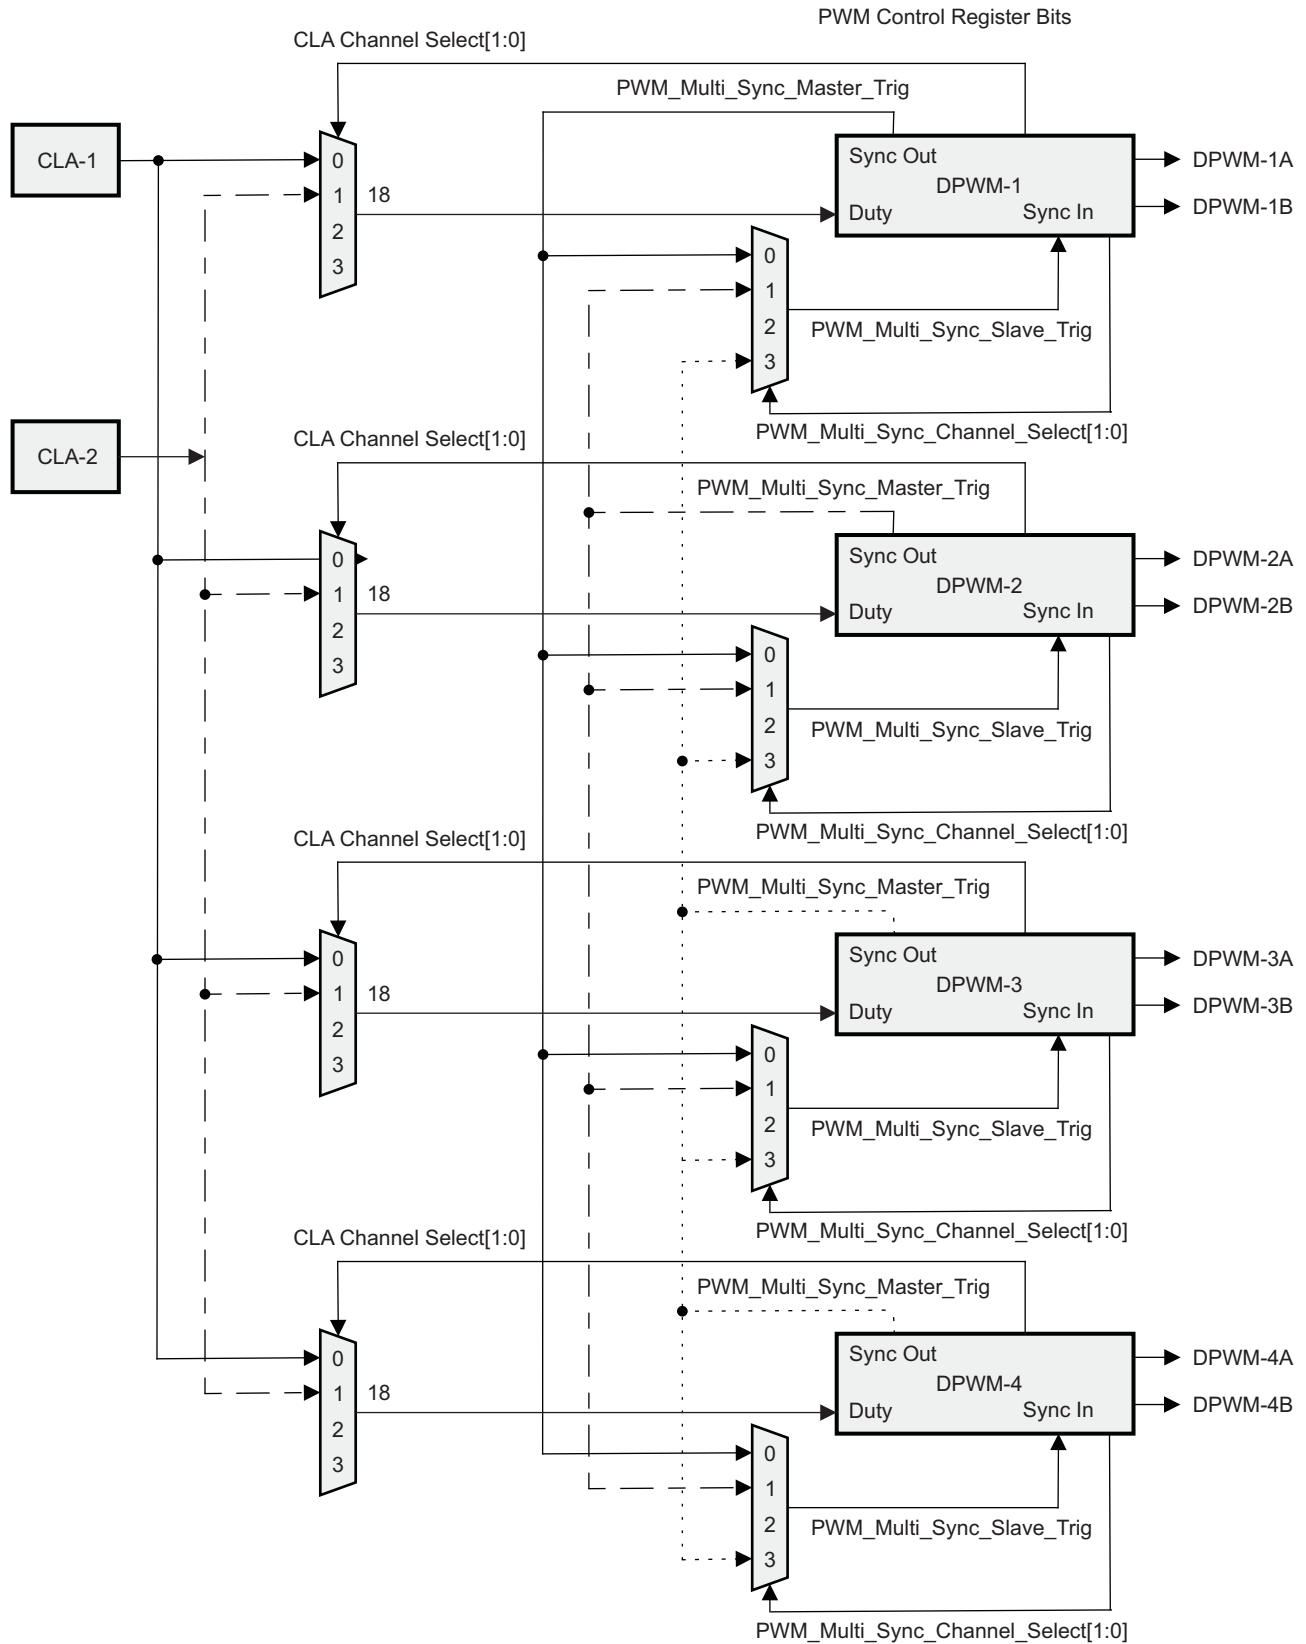 PWM Control Register Bits
CLA Channel Select[1:0]
PWM_Multi_Sync_Master_Trig
CLA-1
0
1
2
3
18
Sync Out
DPWM-1
Duty
Sync In
DPWM-1A
DPWM-1B
0
1
2
3
PWM_Multi_Sync_Slave_Trig
PWM_Multi_Sync_Channel_Select[1:0]
CLA-2
CLA Channel Select[1:0]
PWM_Multi_Sync_Master_Trig
0
1
2
3
18
Sync Out
DPWM-2
Duty
Sync In
DPWM-2A
DPWM-2B
0
1
2
3
PWM_Multi_Sync_Slave_Trig
PWM_Multi_Sync_Channel_Select[1:0]
CLA Channel Select[1:0]
PWM_Multi_Sync_Master_Trig
0
1
2
3
18
Sync Out
DPWM-3
Duty
Sync In
DPWM-3A
DPWM-3B
0
1
2
3
PWM_Multi_Sync_Slave_Trig
PWM_Multi_Sync_Channel_Select[1:0]
CLA Channel Select[1:0]
PWM_Multi_Sync_Master_Trig
0
1
2
3
18
Sync Out
DPWM-4
Duty
Sync In
DPWM-4A
DPWM-4B
0
1
2
3
PWM_Multi_Sync_Slave_Trig
PWM_Multi_Sync_Channel_Select[1:0]